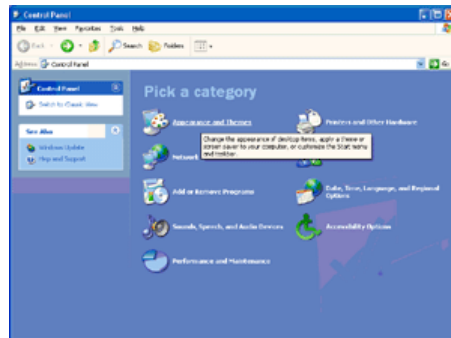 Control Panel
File Edit View Favorites Tools Help
Back Search Folders
Address Control Panel Go
Control Panel
Switch to Classic View
See Also
Windows Update
Help and Support
Pick a category
Appearance and Themes
Printers and Other Hardware
Change the appearance of desktop items, apply a theme or
screen saver to your computer, or customize the Start menu
and taskbar.
Network
Add or Remove Programs
Date, Time, Language, and Regional
Options
Sounds, Speech, and Audio Devices
Accessibility Options
Performance and Maintenance